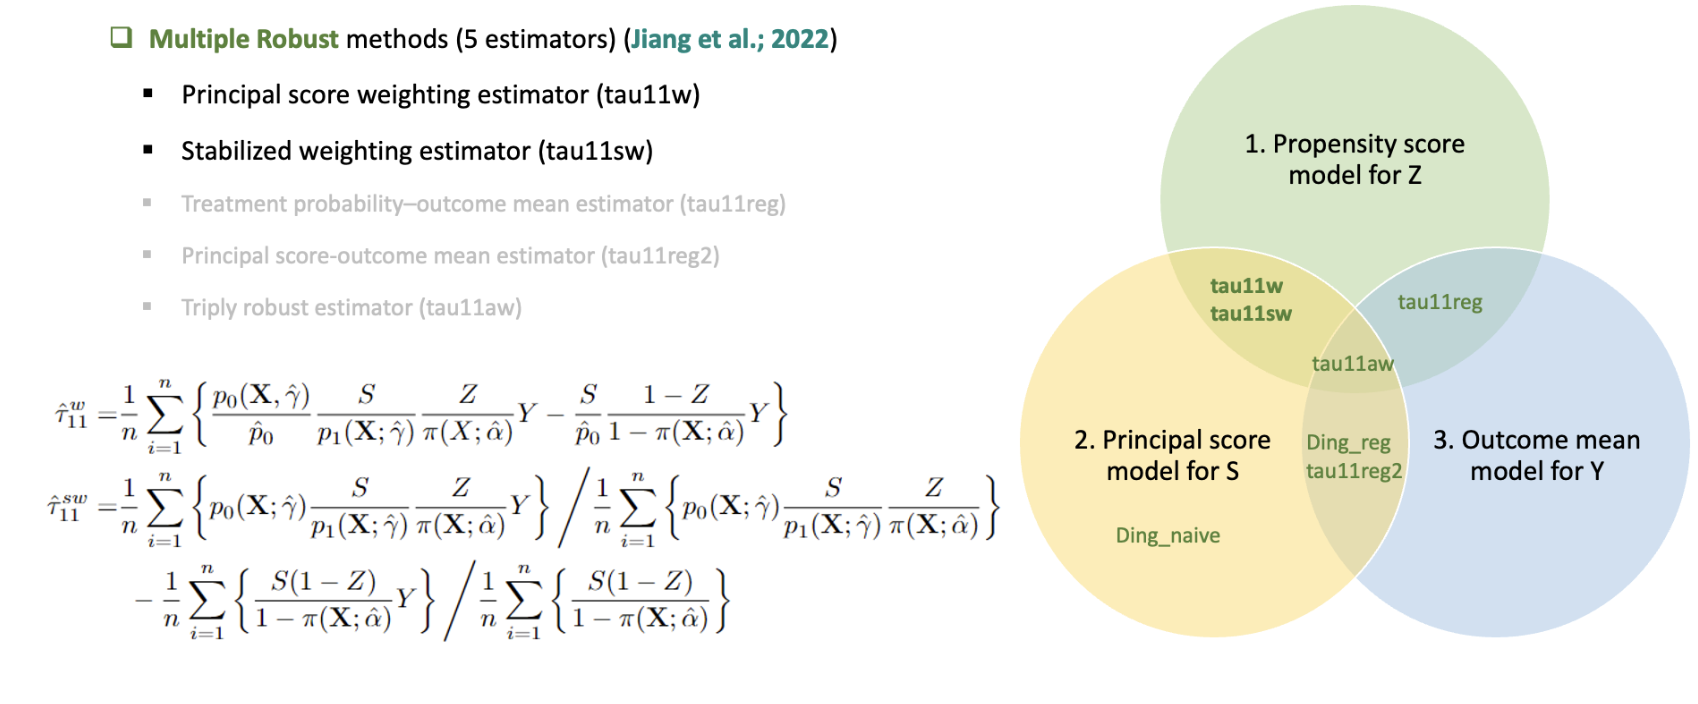 Multiple Robust methods (5 estimators) (Jiang et al.; 2022)
Principal score weighting estimator (tau11w)
Stabilized weighting estimator (tau11sw)
Treatment probability–outcome mean estimator (tau11reg)
Principal score-outcome mean estimator (tau11reg2)
Triply robust estimator (tau11aw)
$\hat{\tau}_{11}^{w} = \frac{1}{n}\sum_{i=1}^{n}\left\{\frac{p_0(\mathbf{X},\hat{\gamma})}{\hat{p}_0}\frac{S}{p_1(\mathbf{X};\hat{\gamma})}\frac{Z}{\pi(X;\hat{\alpha})}Y - \frac{S}{\hat{p}_0}\frac{1-Z}{1-\pi(\mathbf{X};\hat{\alpha})}Y\right\}$
$\hat{\tau}_{11}^{sw} = \frac{1}{n}\sum_{i=1}^{n}\left\{p_0(\mathbf{X};\hat{\gamma})\frac{S}{p_1(\mathbf{X};\hat{\gamma})}\frac{Z}{\pi(\mathbf{X};\hat{\alpha})}Y\right\}\bigg/\frac{1}{n}\sum_{i=1}^{n}\left\{p_0(\mathbf{X};\hat{\gamma})\frac{S}{p_1(\mathbf{X};\hat{\gamma})}\frac{Z}{\pi(\mathbf{X};\hat{\alpha})}\right\}$
$- \frac{1}{n}\sum_{i=1}^{n}\left\{\frac{S(1-Z)}{1-\pi(\mathbf{X};\hat{\alpha})}Y\right\}\bigg/\frac{1}{n}\sum_{i=1}^{n}\left\{\frac{S(1-Z)}{1-\pi(\mathbf{X};\hat{\alpha})}\right\}$
1. Propensity score
model for Z
tau11w
tau11sw
tau11reg
tau11aw
2. Principal score
model for S
Ding_reg
tau11reg2
3. Outcome mean
model for Y
Ding_naive